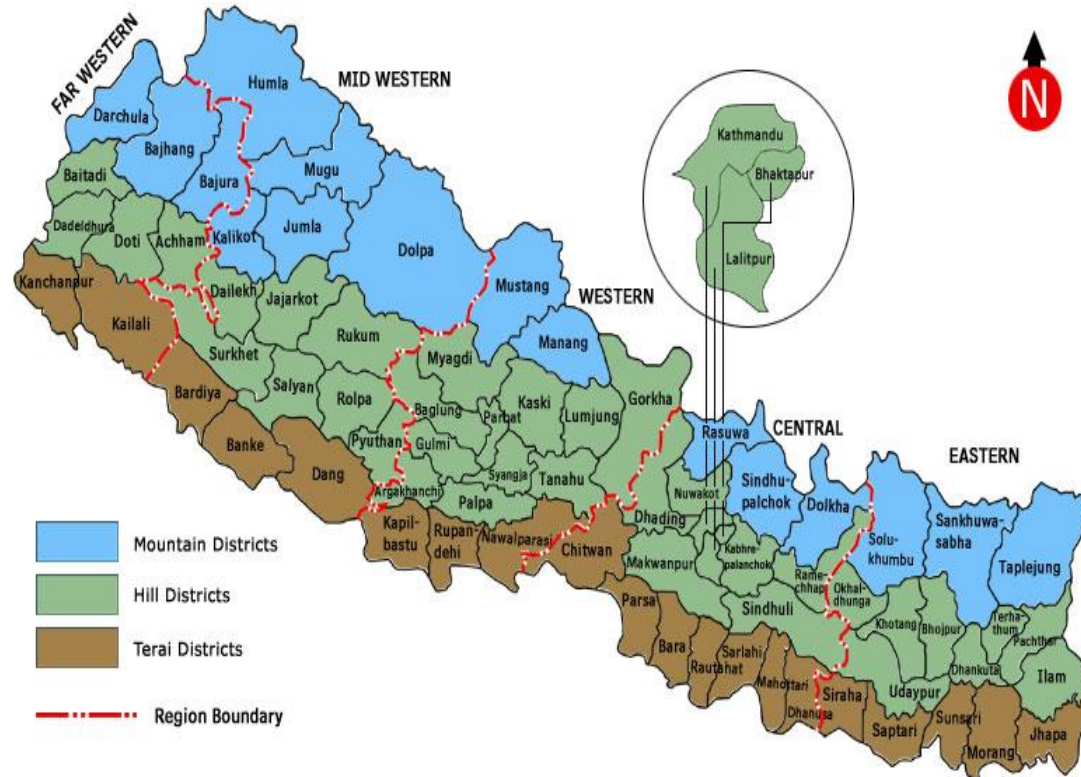 FAR WESTERN
MID WESTERN
N
Humla
Darchula
Bajhang
Mugu
Baitadi
Bajura
Kathmandu
Bhaktapur
Lalitpur
Dadeldhura
Doti
Achham
Kalikot
Jumla
Dolpa
Mustang
WESTERN
Kanchanpur
Dailekh
Jajarkot
Manang
Kailali
Rukum
Myagdi
Surkhet
Salyan
Rolpa
Baglung
Parbat
Kaski
Lumjung
Gorkha
Bardiya
Pyuthan
Gulmi
Syangja
Tanahu
Banke
Dang
Argakhanchi
Palpa
Rasuwa
CENTRAL
EASTERN
Nuwakot
Sindhu-
palchok
Dolkha
Dhading
Solu-
khumbu
Sankhuwa-
sabha
Taplejung
Kapil-
bastu
Rupan-
dehi
Nawalparasi
Chitwan
Makwanpur
Kabhre-
palanchok
Rame-
chhap
Okhal-
dhunga
Khotang
Bhojpur
Terha-
thum
Pachthar
Sindhuli
Dhankuta
Ilam
Parsa
Bara
Rautahat
Sarlahi
Mahottari
Dhanusa
Siraha
Udaypur
Saptari
Sunsari
Morang
Jhapa
Mountain Districts
Hill Districts
Terai Districts
Region Boundary